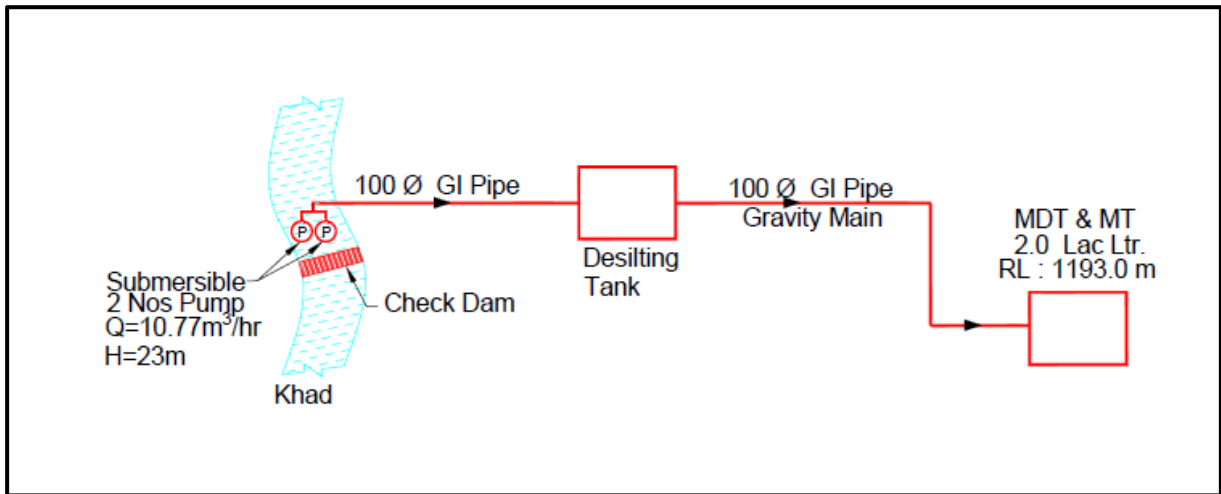 100 Ø GI Pipe
100 Ø GI Pipe
Gravity Main
MDT & MT
2.0 Lac Ltr.
RL : 1193.0 m
P P
Desilting
Tank
Submersible
2 Nos Pump
Q=10.77m³/hr
H=23m
Check Dam
Khad